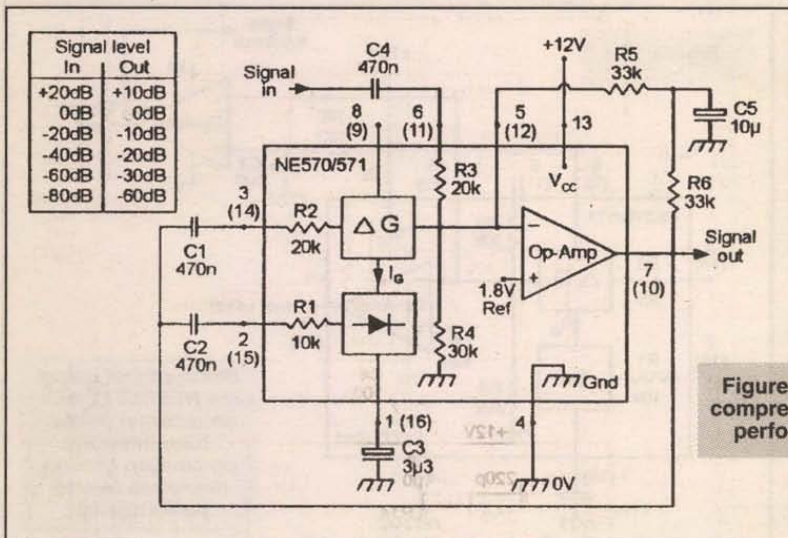 Signal level
In Out
+20dB +10dB
0dB 0dB
-20dB -10dB
-40dB -20dB
-60dB -30dB
-80dB -60dB
Signal
in
C4
470n
+12V
R5
33k
C5
10µ
8
(9)
6
(11)
5
(12)
13
NE570/571
R3
20k
VCC
R6
33k
3
(14)
R2
20k
△ G
C1
470n
IG
Op-Amp
−
+
1.8V
Ref
Signal
out
7
(10)
C2
470n
2
(15)
R1
10k
R4
30k
Gnd
1 (16)
4
C3
3µ3
0V
Figure
compre
perfo
+12V
220p